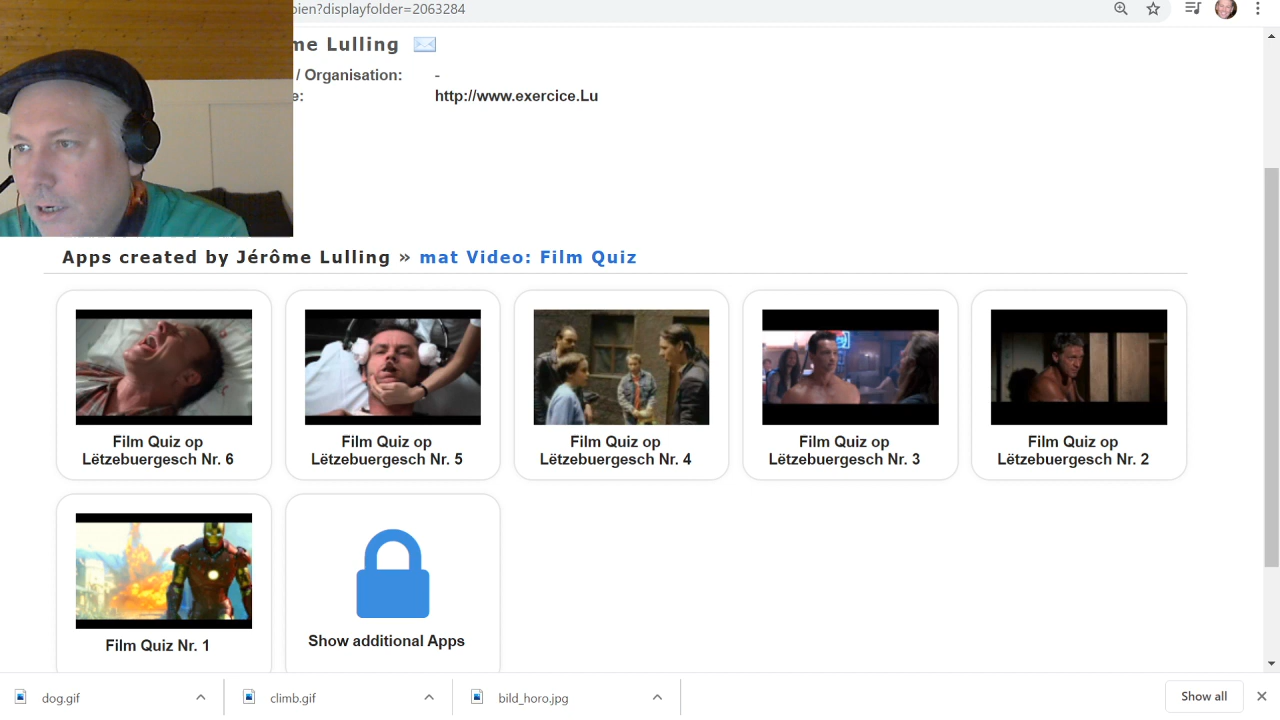 bien?displayfolder=2063284
me Lulling
/ Organisation: -
e: http://www.exercice.Lu
Apps created by Jérôme Lulling » mat Video: Film Quiz
Film Quiz op
Lëtzebuergesch Nr. 6
Film Quiz op
Lëtzebuergesch Nr. 5
Film Quiz op
Lëtzebuergesch Nr. 4
Film Quiz op
Lëtzebuergesch Nr. 3
Film Quiz op
Lëtzebuergesch Nr. 2
Film Quiz Nr. 1
Show additional Apps
dog.gif
climb.gif
bild_horo.jpg
Show all